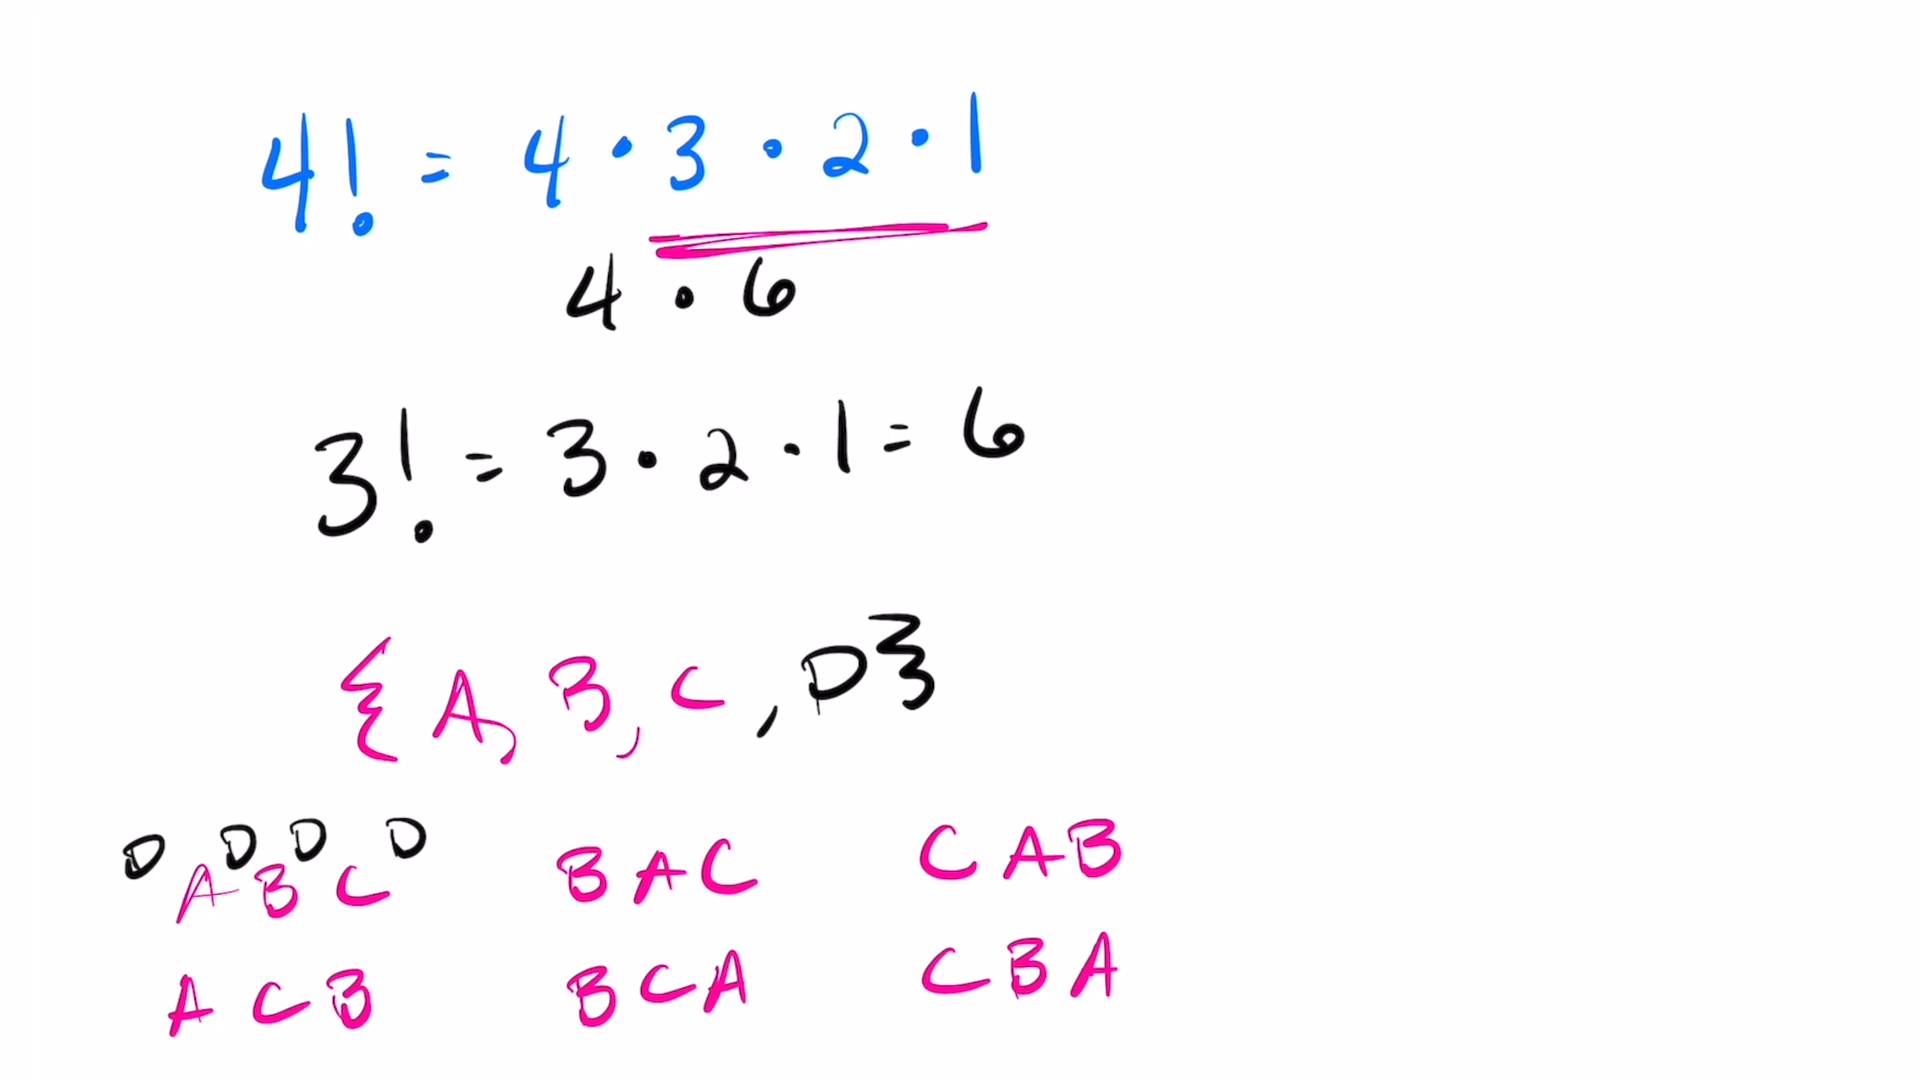 4! = 4 · 3 · 2 · 1
4 · 6
3! = 3 · 2 · 1 = 6
{A, B, C, D}
D D D D
A B C B A C C A B
A C B B C A C B A